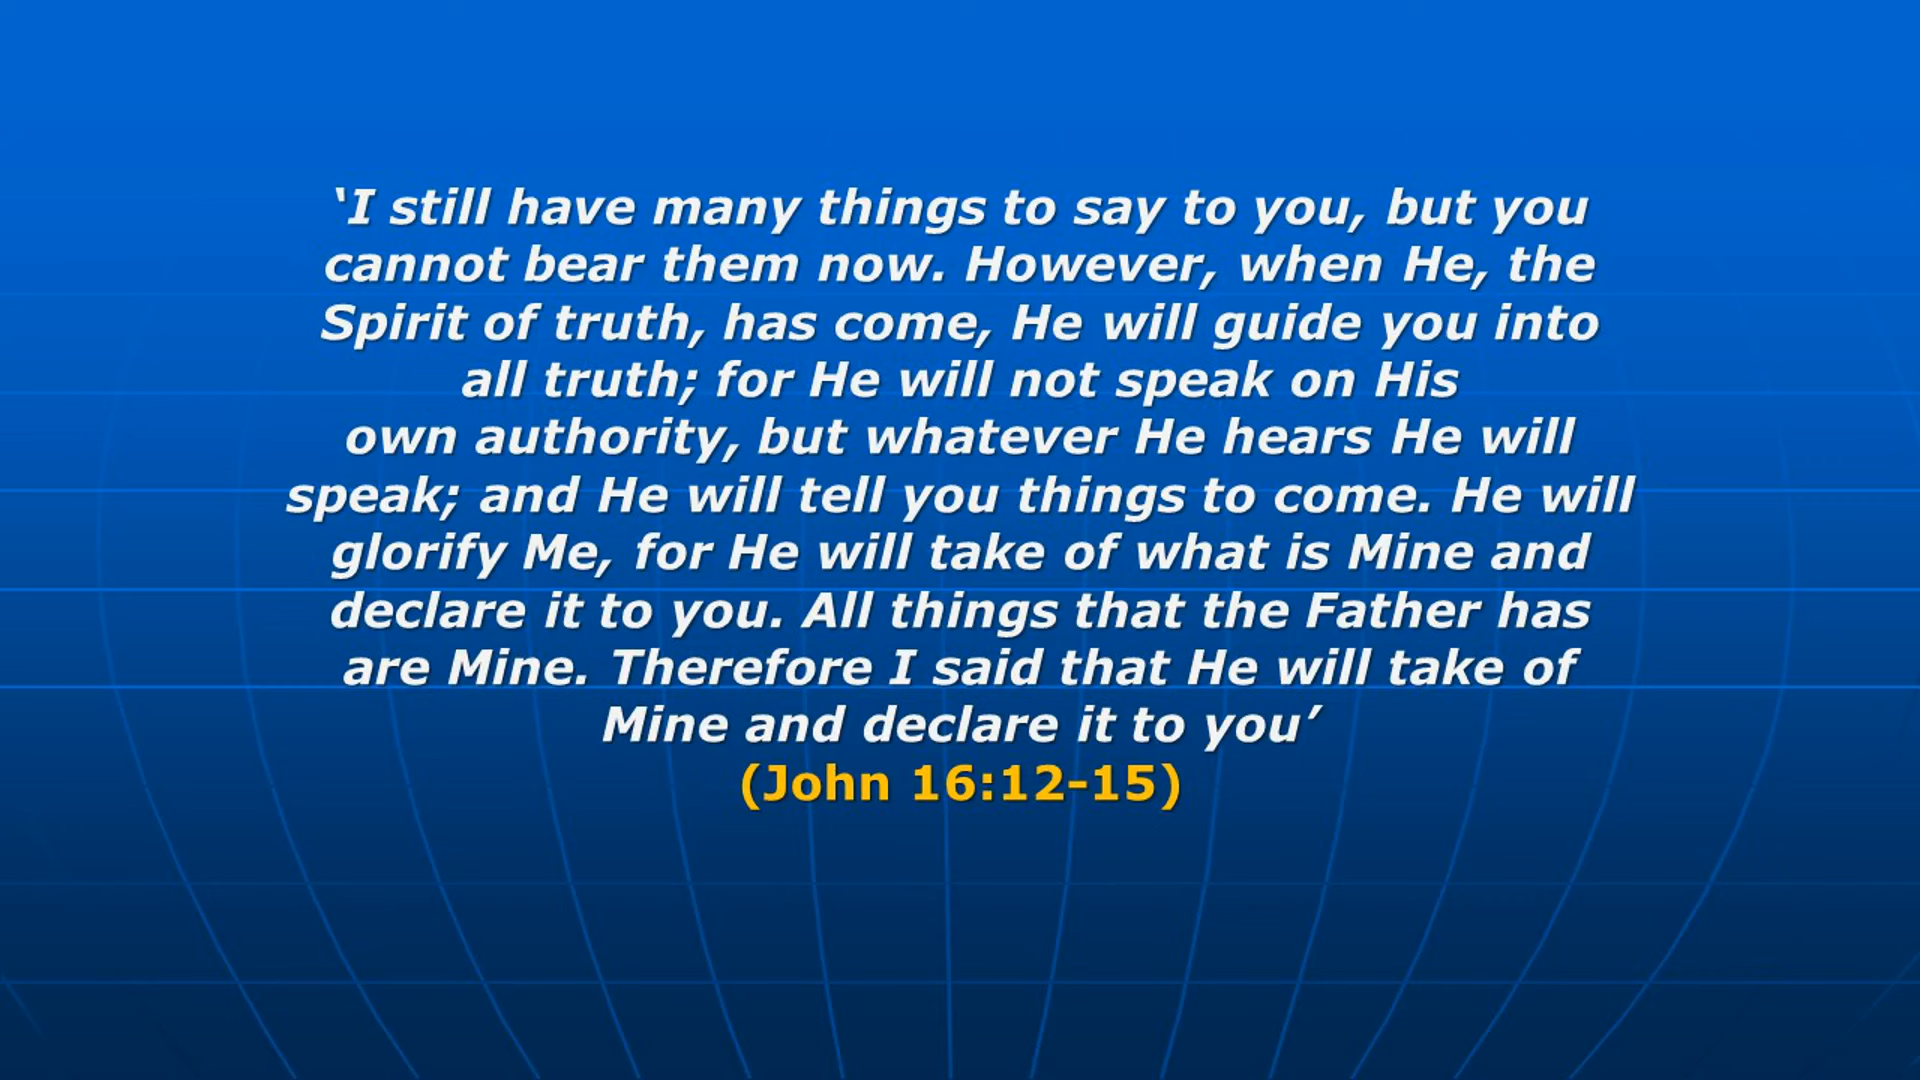 ‘I still have many things to say to you, but you
cannot bear them now. However, when He, the
Spirit of truth, has come, He will guide you into
all truth; for He will not speak on His
own authority, but whatever He hears He will
speak; and He will tell you things to come. He will
glorify Me, for He will take of what is Mine and
declare it to you. All things that the Father has
are Mine. Therefore I said that He will take of
Mine and declare it to you’
(John 16:12-15)